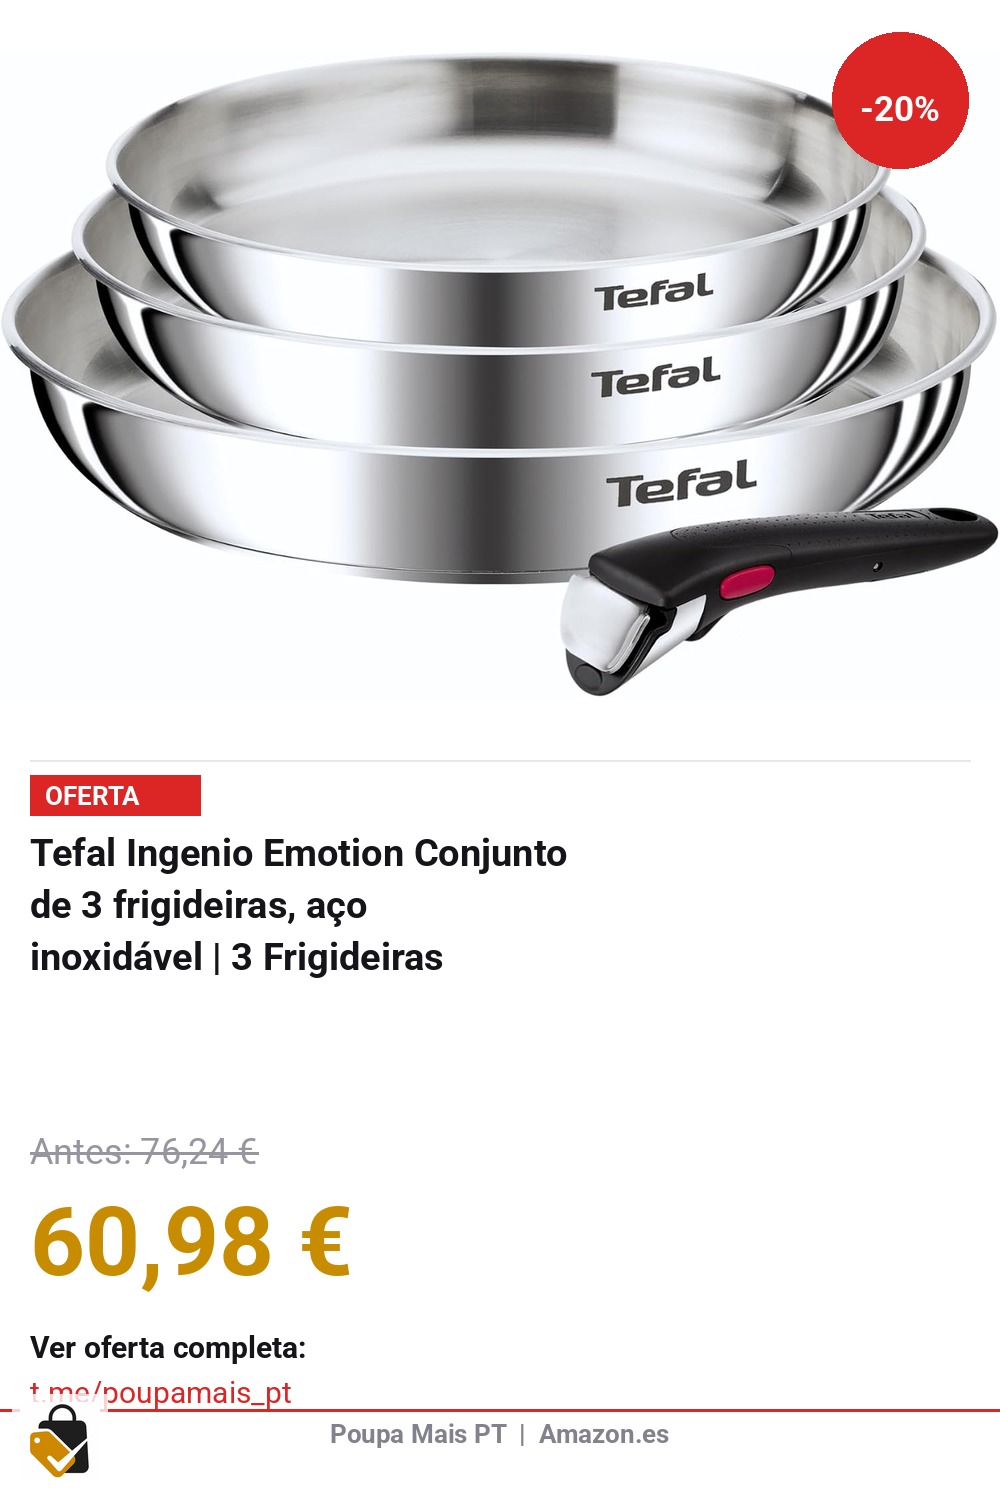 -20%
Tefal
Tefal
Tefal
Tefal
OFERTA
Tefal Ingenio Emotion Conjunto
de 3 frigideiras, aço
inoxidável | 3 Frigideiras
Antes: 76,24 €
60,98 €
Ver oferta completa:
t.me/poupamais_pt
Poupa Mais PT | Amazon.es